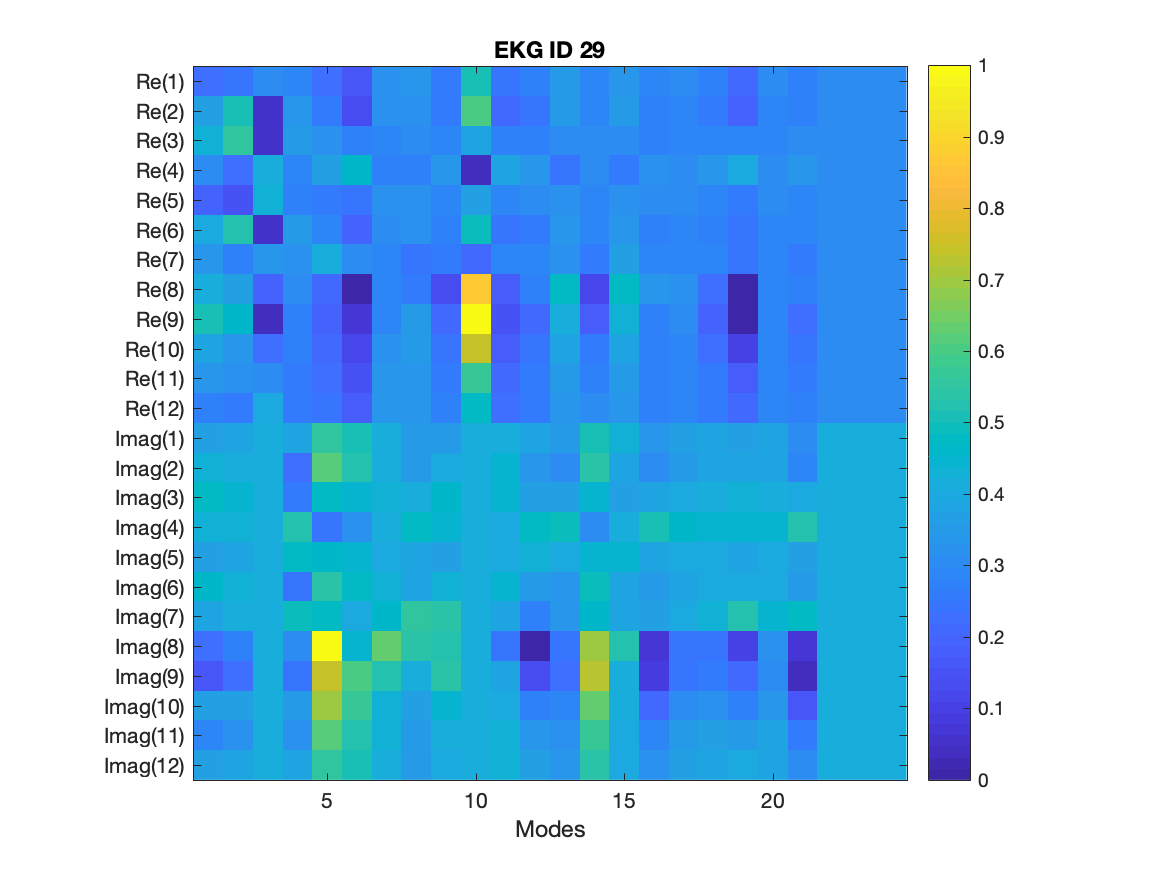 EKG ID 29
Re(1)
Re(2)
Re(3)
Re(4)
Re(5)
Re(6)
Re(7)
Re(8)
Re(9)
Re(10)
Re(11)
Re(12)
Imag(1)
Imag(2)
Imag(3)
Imag(4)
Imag(5)
Imag(6)
Imag(7)
Imag(8)
Imag(9)
Imag(10)
Imag(11)
Imag(12)
5 10 15 20
Modes
1
0.9
0.8
0.7
0.6
0.5
0.4
0.3
0.2
0.1
0